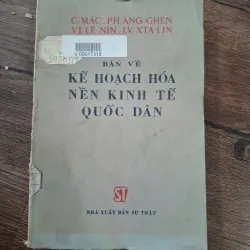 C. MÁC, PH. ĂNG-GHEN
V.I. LÊ NIN, I.V. XTA LIN
BÀN VỀ
KẾ HOẠCH HÓA
NỀN KINH TẾ
QUỐC DÂN
ST
NHÀ XUẤT BẢN SỰ THẬT